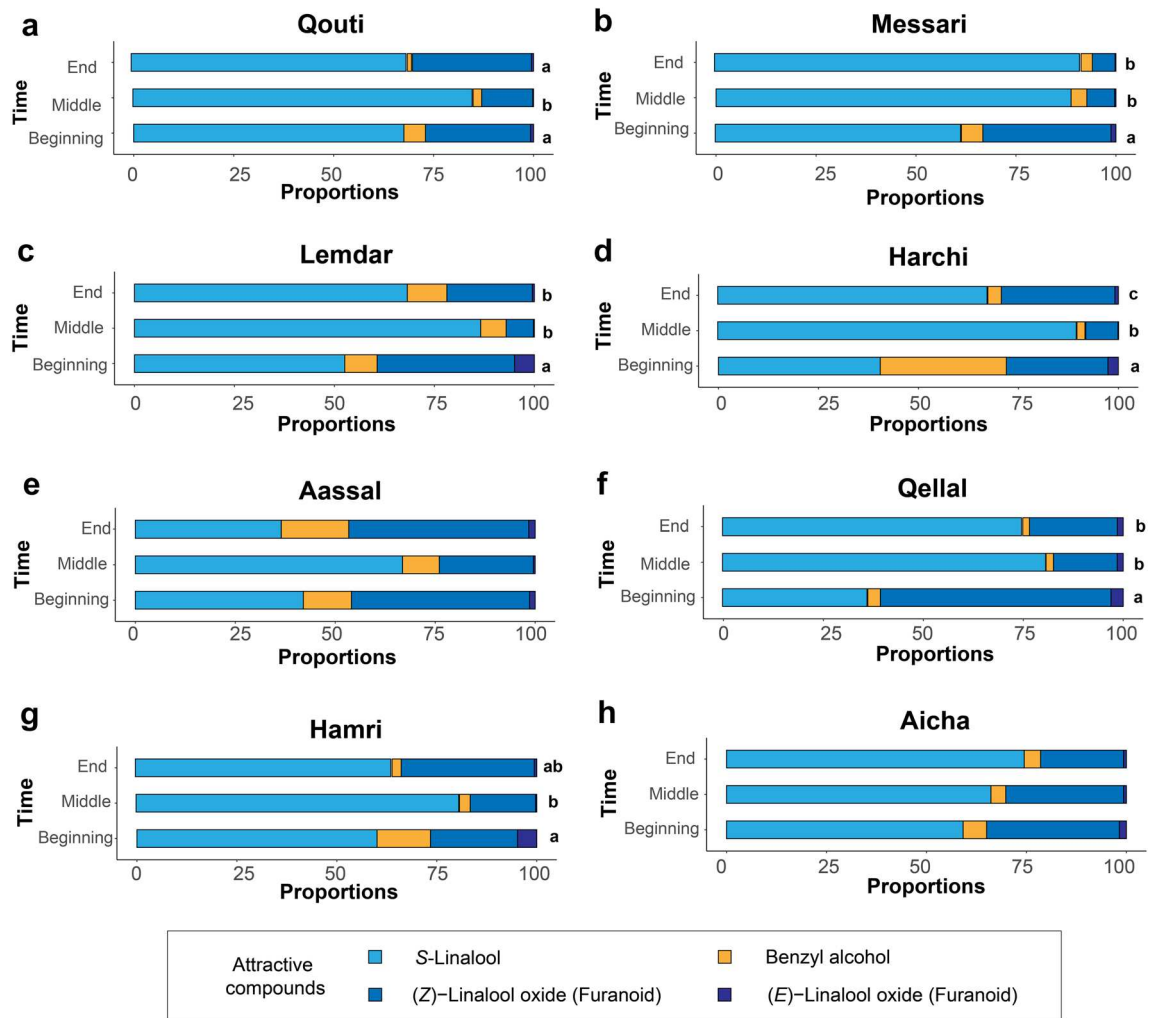 a Qouti
Time
End a
Middle b
Beginning a
0 25 50 75 100
Proportions
b Messari
Time
End b
Middle b
Beginning a
0 25 50 75 100
Proportions
c Lemdar
Time
End b
Middle b
Beginning a
0 25 50 75 100
Proportions
d Harchi
Time
End c
Middle b
Beginning a
0 25 50 75 100
Proportions
e Aassal
Time
End
Middle
Beginning
0 25 50 75 100
Proportions
f Qellal
Time
End b
Middle b
Beginning a
0 25 50 75 100
Proportions
g Hamri
Time
End ab
Middle b
Beginning a
0 25 50 75 100
Proportions
h Aicha
Time
End
Middle
Beginning
0 25 50 75 100
Proportions
Attractive
compounds
S-Linalool
Benzyl alcohol
(Z)−Linalool oxide (Furanoid)
(E)−Linalool oxide (Furanoid)